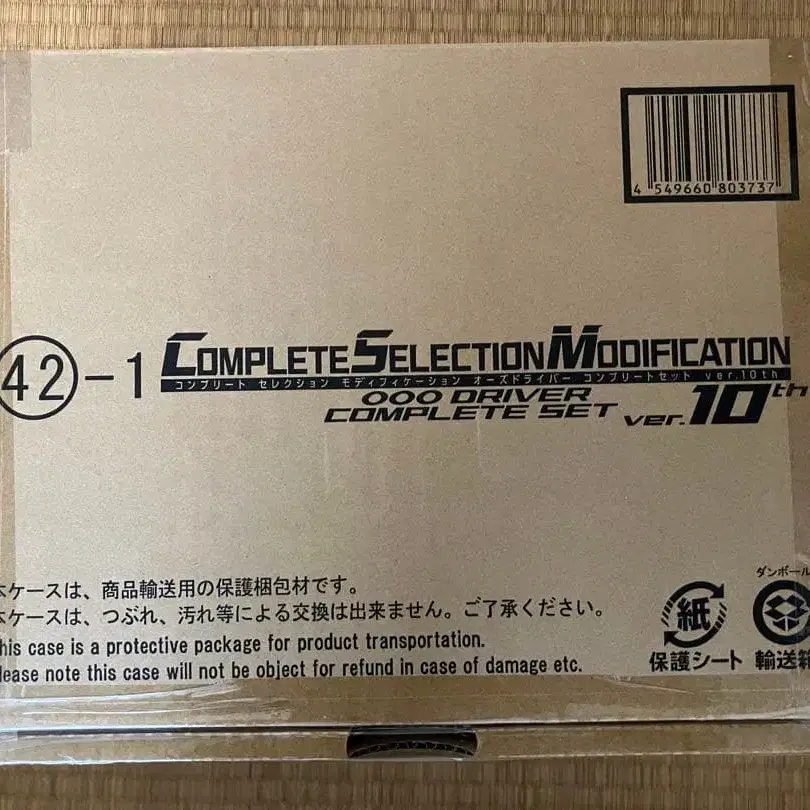 4 549660 803737
42-1 COMPLETE SELECTION MODIFICATION
コンプリート セレクション モディフィケーション オーズドライバー コンプリートセット ver.10th
OOO DRIVER
COMPLETE SET ver.10th
本ケースは、商品輸送用の保護梱包材です。
本ケースは、つぶれ、汚れ等による交換は出来ません。ご了承ください。
This case is a protective package for product transportation.
Please note this case will not be object for refund in case of damage etc.
ダンボール
紙
保護シート
輸送箱